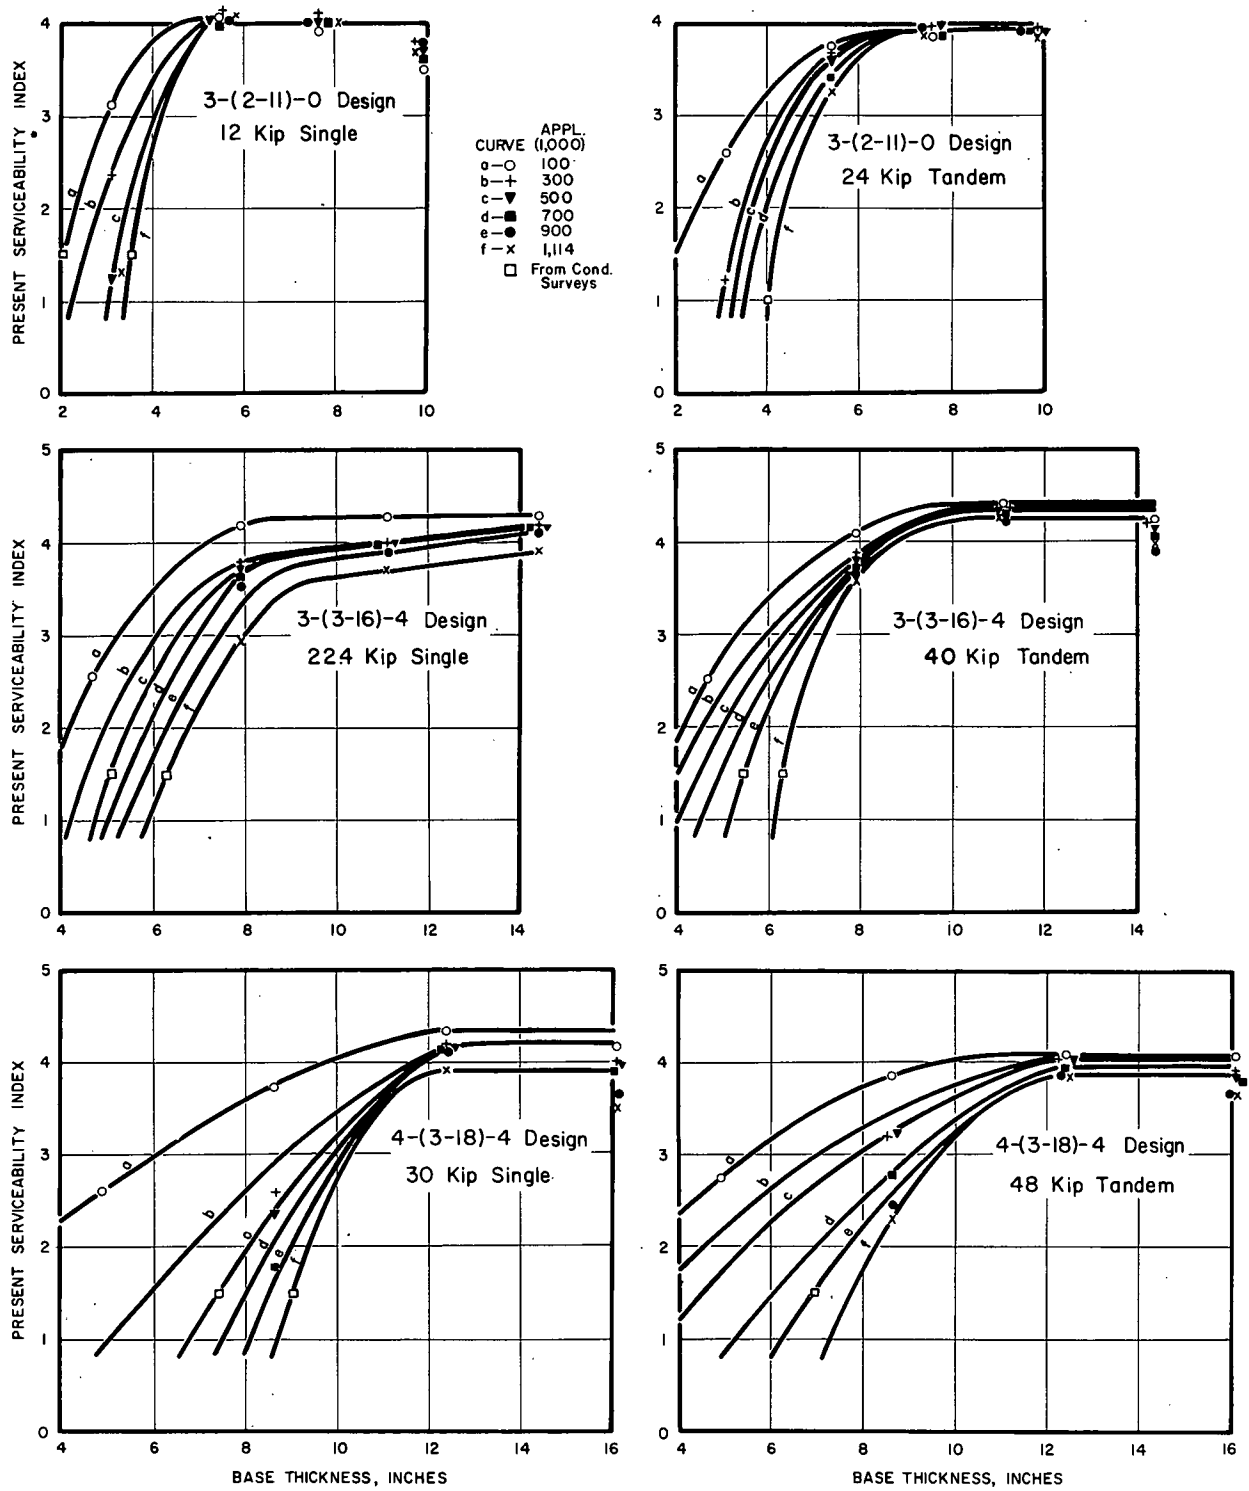 PRESENT SERVICEABILITY INDEX
4
3
2
1
0
2 4 6 8 10
3-(2-11)-0 Design
12 Kip Single
a
b
c
f
APPL.
CURVE (1,000)
a-○ 100
b-+ 300
c-▼ 500
d-■ 700
e-● 900
f-x 1,114
□ From Cond.
Surveys
4
3
2
1
0
2 4 6 8 10
3-(2-11)-0 Design
24 Kip Tandem
a
b
c
d
f
PRESENT SERVICEABILITY INDEX
5
4
3
2
1
0
4 6 8 10 12 14
3-(3-16)-4 Design
22.4 Kip Single
a
b
c
d
e
f
5
4
3
2
1
0
4 6 8 10 12 14
3-(3-16)-4 Design
40 Kip Tandem
a
b
c
d
e
f
PRESENT SERVICEABILITY INDEX
5
4
3
2
1
0
4 6 8 10 12 14 16
4-(3-18)-4 Design
30 Kip Single
a
b
c
d
e
f
BASE THICKNESS, INCHES
5
4
3
2
1
0
4 6 8 10 12 14 16
4-(3-18)-4 Design
48 Kip Tandem
a
b
c
d
e
f
BASE THICKNESS, INCHES